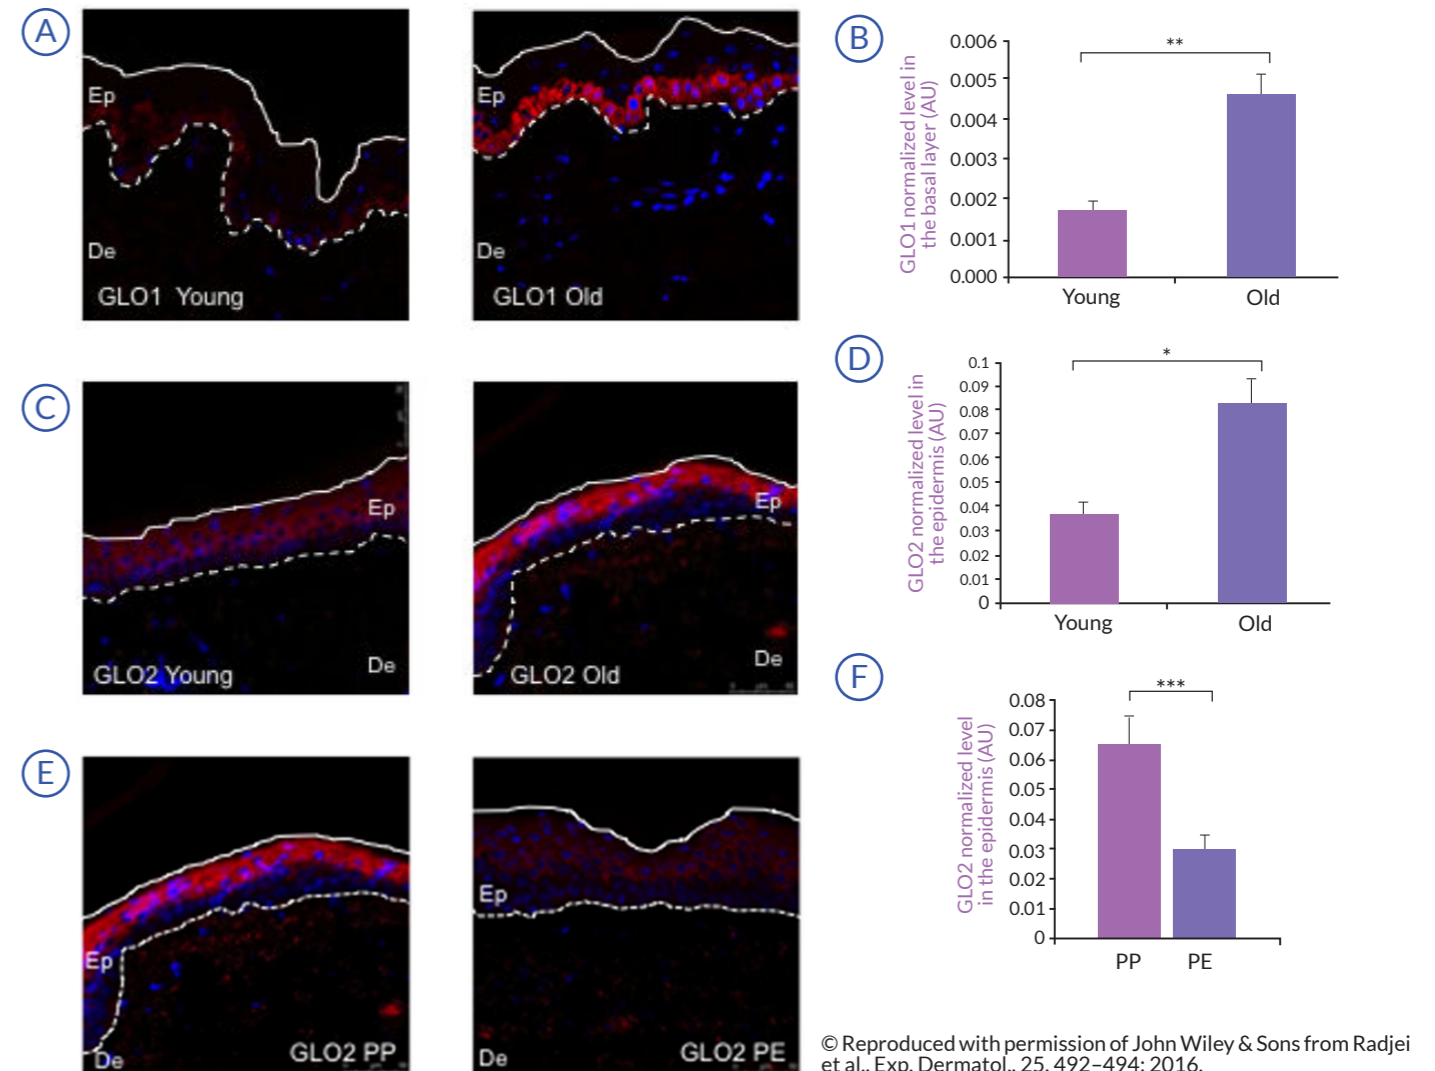 A
Ep
De
GLO1 Young
Ep
De
GLO1 Old
B
GLO1 normalized level in
the basal layer (AU)
0.006
0.005
0.004
0.003
0.002
0.001
0.000
**
Young
Old
C
Ep
De
GLO2 Young
Ep
De
GLO2 Old
D
GLO2 normalized level in
the epidermis (AU)
0.1
0.09
0.08
0.07
0.06
0.05
0.04
0.03
0.02
0.01
0
*
Young
Old
E
Ep
De
GLO2 PP
Ep
De
GLO2 PE
F
GLO2 normalized level
in the epidermis (AU)
0.08
0.07
0.06
0.05
0.04
0.03
0.02
0.01
0
***
PP
PE
© Reproduced with permission of John Wiley & Sons from Radjei
et al., Exp. Dermatol., 25, 492–494; 2016.